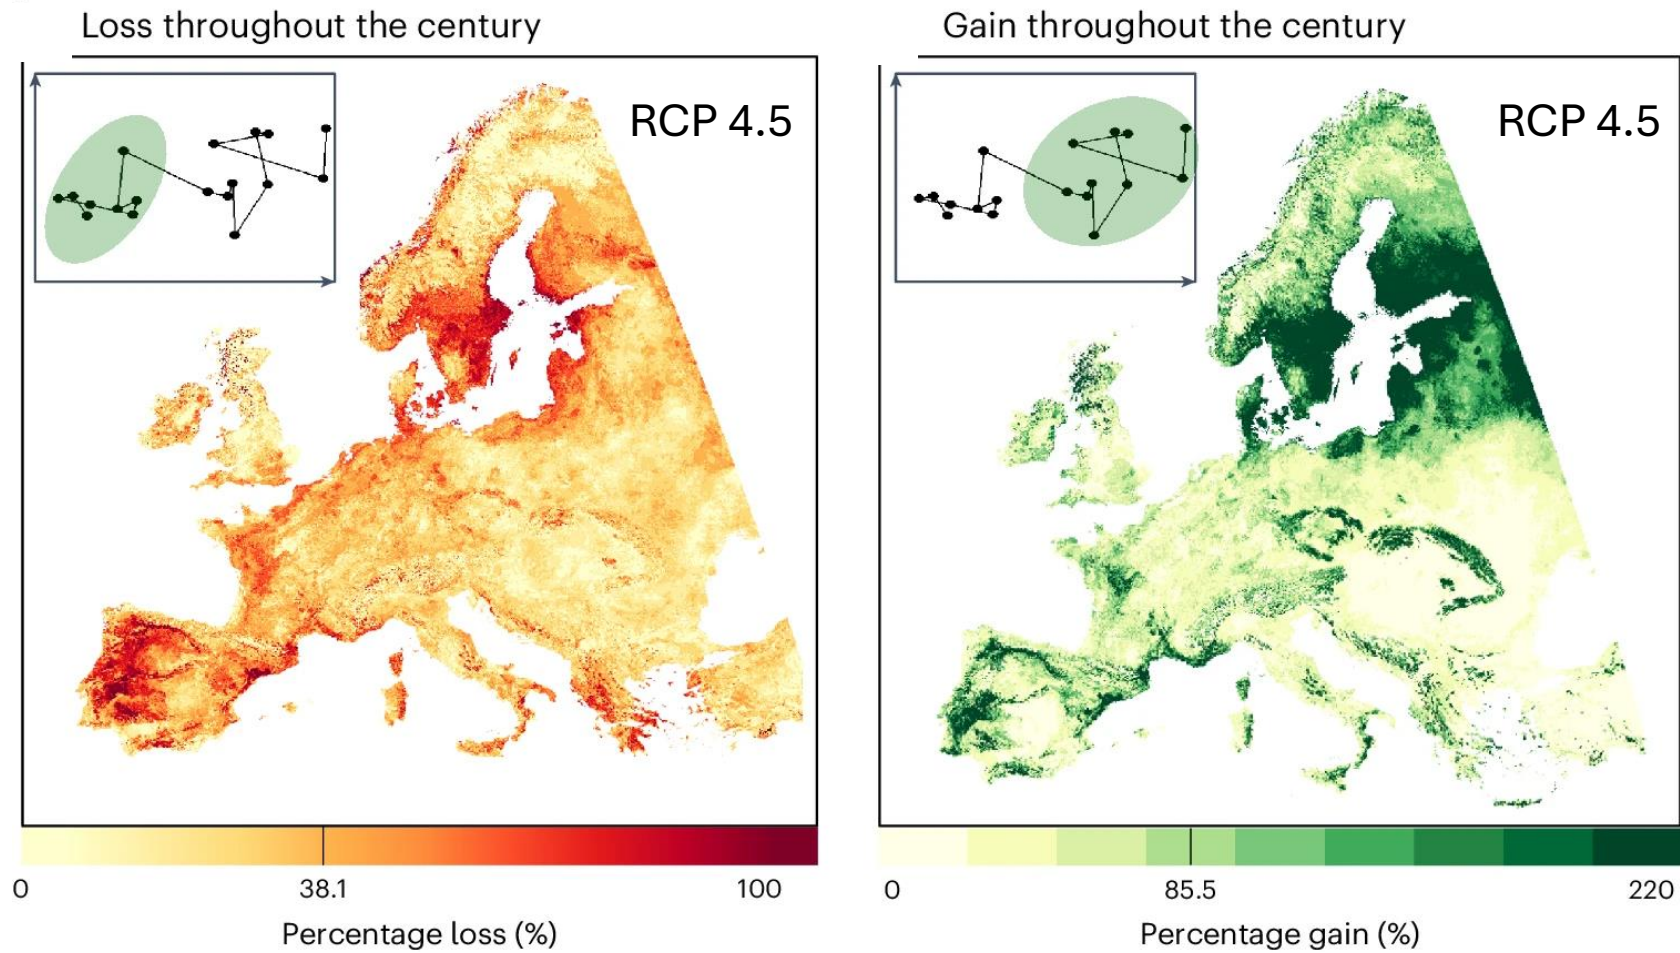 Loss throughout the century
RCP 4.5
0
38.1
100
Percentage loss (%)
Gain throughout the century
RCP 4.5
0
85.5
220
Percentage gain (%)